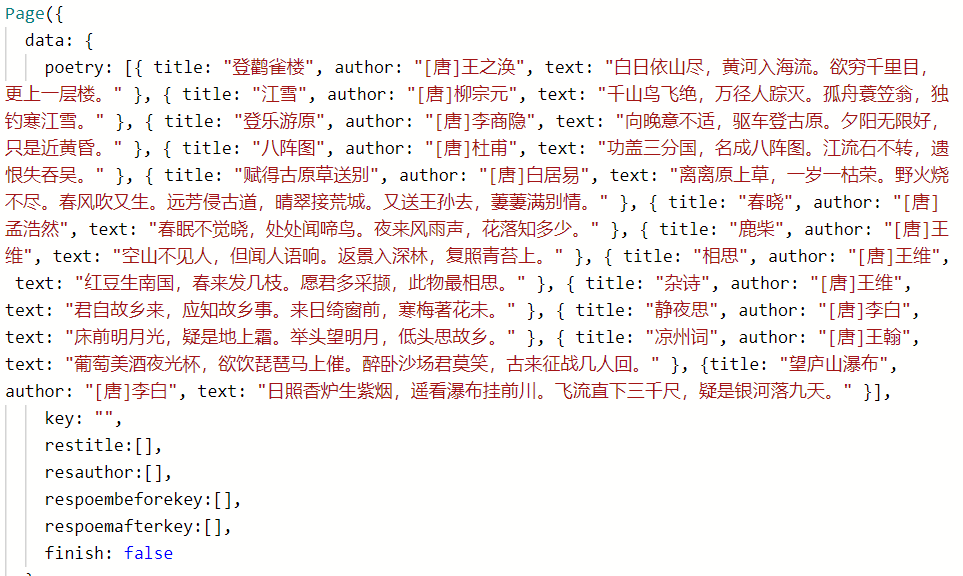 Page({
data: {
poetry: [{ title: "登鹳雀楼", author: "[唐]王之涣", text: "白日依山尽，黄河入海流。欲穷千里目，
更上一层楼。" }, { title: "江雪", author: "[唐]柳宗元", text: "千山鸟飞绝，万径人踪灭。孤舟蓑笠翁，独
钓寒江雪。" }, { title: "登乐游原", author: "[唐]李商隐", text: "向晚意不适，驱车登古原。夕阳无限好，
只是近黄昏。" }, { title: "八阵图", author: "[唐]杜甫", text: "功盖三分国，名成八阵图。江流石不转，遗
恨失吞吴。" }, { title: "赋得古原草送别", author: "[唐]白居易", text: "离离原上草，一岁一枯荣。野火烧
不尽。春风吹又生。远芳侵古道，晴翠接荒城。又送王孙去，萋萋满别情。" }, { title: "春晓", author: "[唐]
孟浩然", text: "春眠不觉晓，处处闻啼鸟。夜来风雨声，花落知多少。" }, { title: "鹿柴", author: "[唐]王
维", text: "空山不见人，但闻人语响。返景入深林，复照青苔上。" }, { title: "相思", author: "[唐]王维",
text: "红豆生南国，春来发几枝。愿君多采撷，此物最相思。 " }, { title: "杂诗", author: "[唐]王维",
text: "君自故乡来，应知故乡事。来日绮窗前，寒梅著花未。" }, { title: "静夜思", author: "[唐]李白",
text: "床前明月光，疑是地上霜。举头望明月，低头思故乡。 " }, { title: "凉州词", author: "[唐]王翰",
text: "葡萄美酒夜光杯，欲饮琵琶马上催。醉卧沙场君莫笑，古来征战几人回。" }, {title: "望庐山瀑布",
author: "[唐]李白", text: "日照香炉生紫烟，遥看瀑布挂前川。飞流直下三千尺，疑是银河落九天。" }],
key: "",
restitle:[],
resauthor:[],
respoembeforekey:[],
respoemafterkey:[],
finish: false